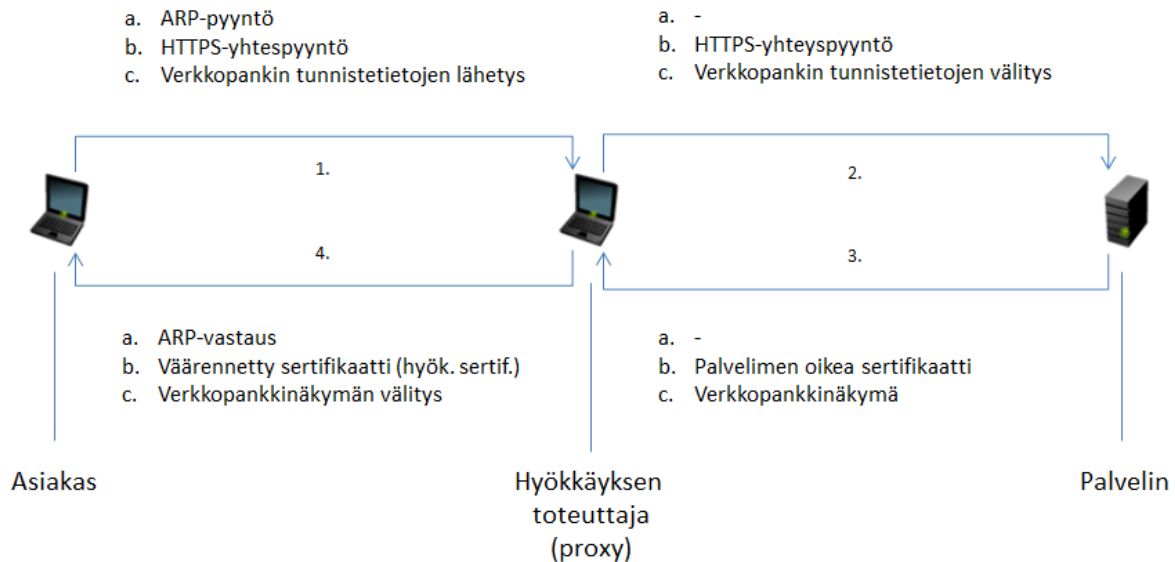 a. ARP-pyyntö
b. HTTPS-yhtespyyntö
c. Verkkopankin tunnistetietojen lähetys
a. -
b. HTTPS-yhteyspyyntö
c. Verkkopankin tunnistetietojen välitys
1.
2.
4.
3.
a. ARP-vastaus
b. Väärennetty sertifikaatti (hyök. sertif.)
c. Verkkopankkinäkymän välitys
a. -
b. Palvelimen oikea sertifikaatti
c. Verkkopankkinäkymä
Asiakas
Hyökkäyksen
toteuttaja
(proxy)
Palvelin